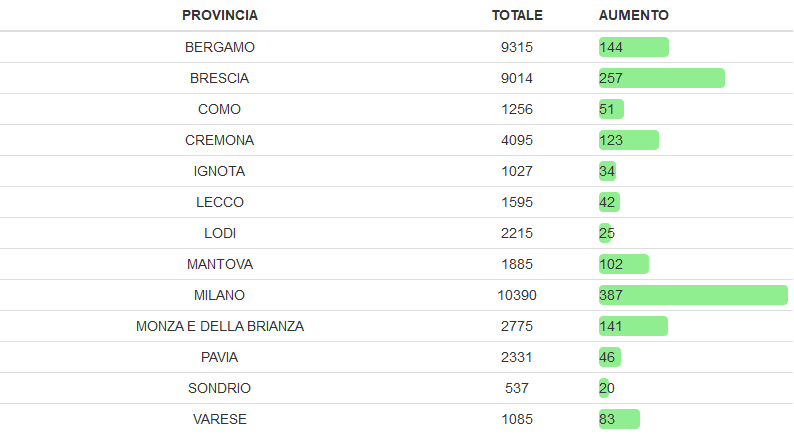 PROVINCIA TOTALE AUMENTO
BERGAMO 9315 144
BRESCIA 9014 257
COMO 1256 51
CREMONA 4095 123
IGNOTA 1027 34
LECCO 1595 42
LODI 2215 25
MANTOVA 1885 102
MILANO 10390 387
MONZA E DELLA BRIANZA 2775 141
PAVIA 2331 46
SONDRIO 537 20
VARESE 1085 83